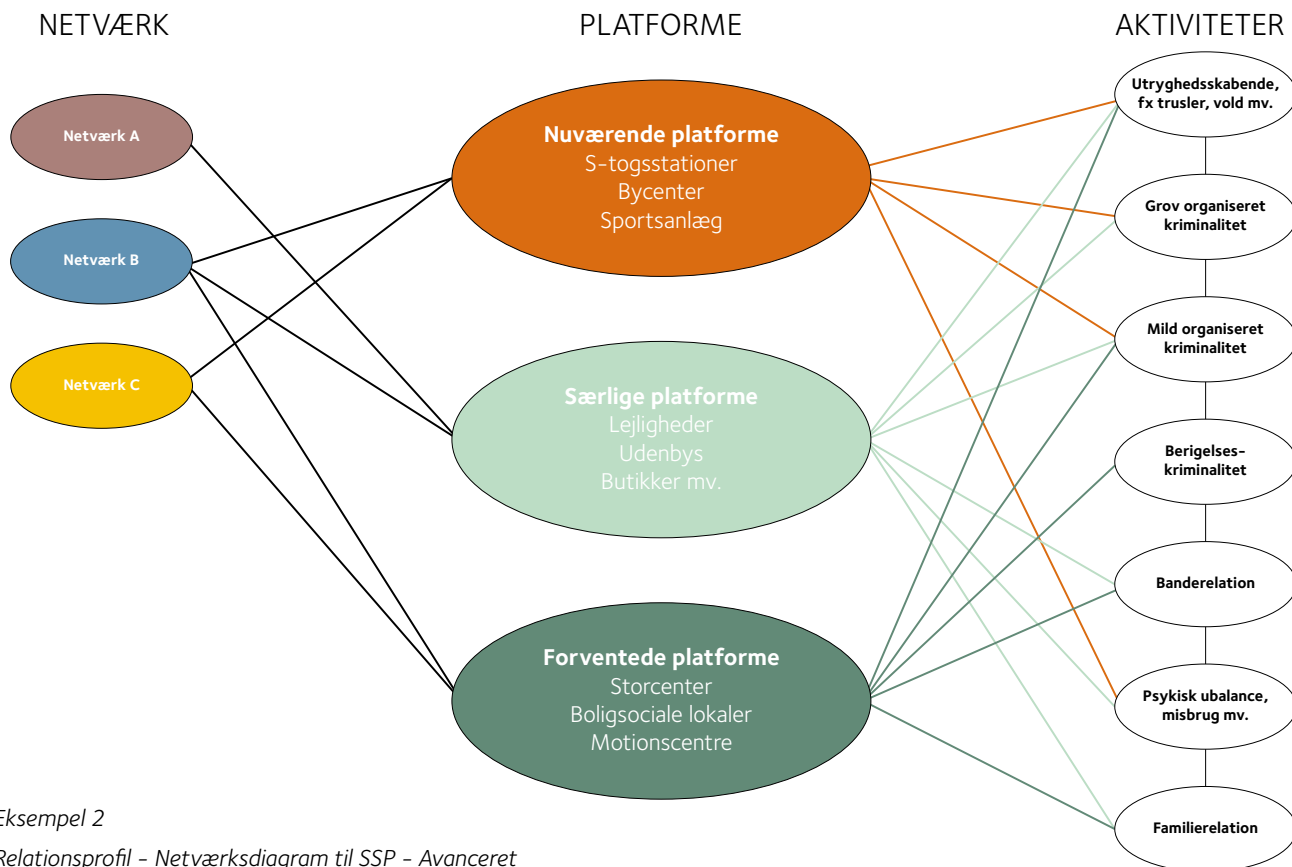 NETVÆRK
PLATFORME
AKTIVITETER
Netværk A
Netværk B
Netværk C
Nuværende platforme
S-togsstationer
Bycenter
Sportsanlæg
Særlige platforme
Lejligheder
Udenbys
Butikker mv.
Forventede platforme
Storcenter
Boligsociale lokaler
Motionscentre
Utryghedsskabende,
fx trusler, vold mv.
Grov organiseret
kriminalitet
Mild organiseret
kriminalitet
Berigelses-
kriminalitet
Banderelation
Psykisk ubalance,
misbrug mv.
Familierelation
Eksempel 2
Relationsprofil – Netværksdiagram til SSP – Avanceret